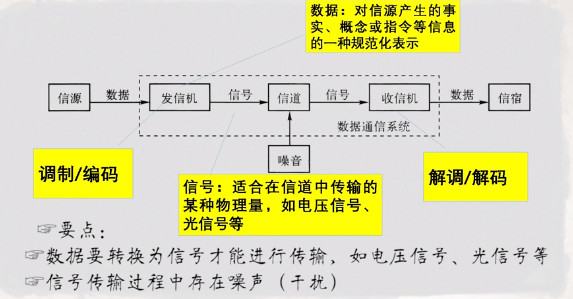 数据：对信源产生的事
实、概念或指令等信息
的一种规范化表示
信源 数据 发信机 信号 信道 信号 收信机 数据 信宿
数据通信系统
噪音
调制/编码
信号：适合在信道中传输的
某种物理量，如电压信号、
光信号等
解调/解码
☞要点：
☞数据要转换为信号才能进行传输，如电压信号、光信号等
☞信号传输过程中存在噪声（干扰）